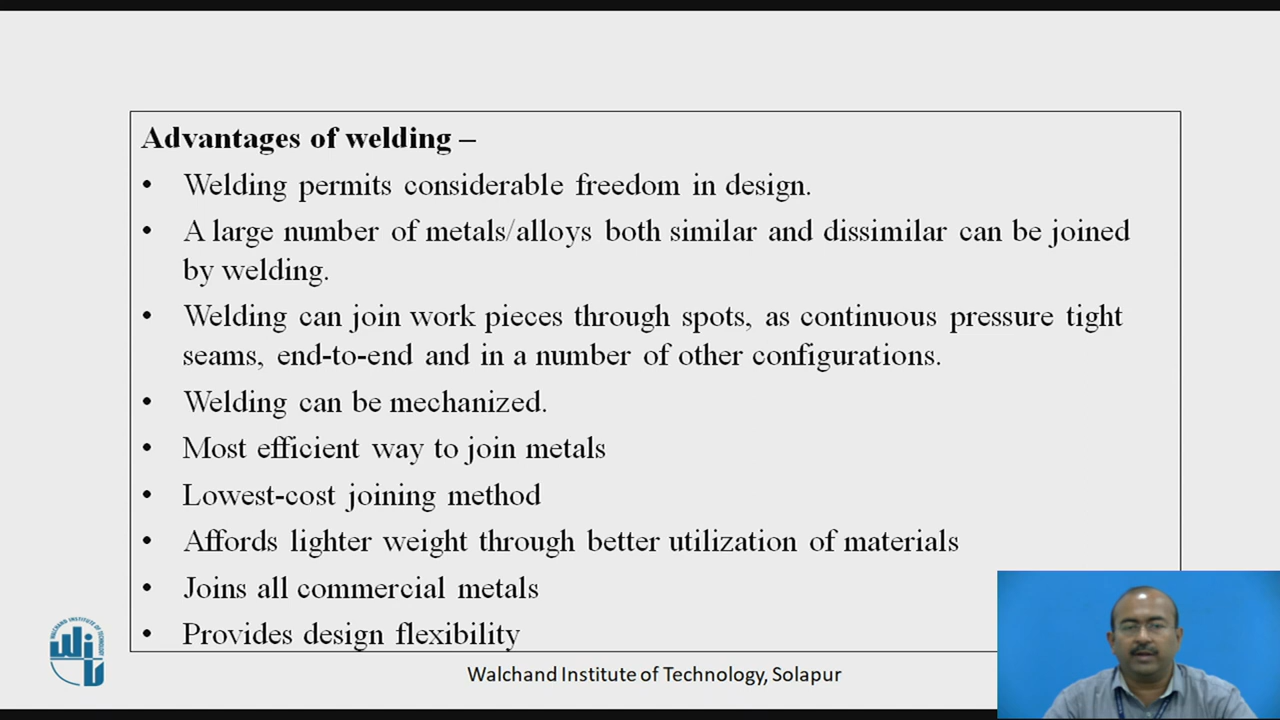 Advantages of welding –
• Welding permits considerable freedom in design.
• A large number of metals/alloys both similar and dissimilar can be joined
by welding.
• Welding can join work pieces through spots, as continuous pressure tight
seams, end-to-end and in a number of other configurations.
• Welding can be mechanized.
• Most efficient way to join metals
• Lowest-cost joining method
• Affords lighter weight through better utilization of materials
• Joins all commercial metals
• Provides design flexibility
WALCHAND INSTITUTE OF TECHNOLOGY
Walchand Institute of Technology, Solapur